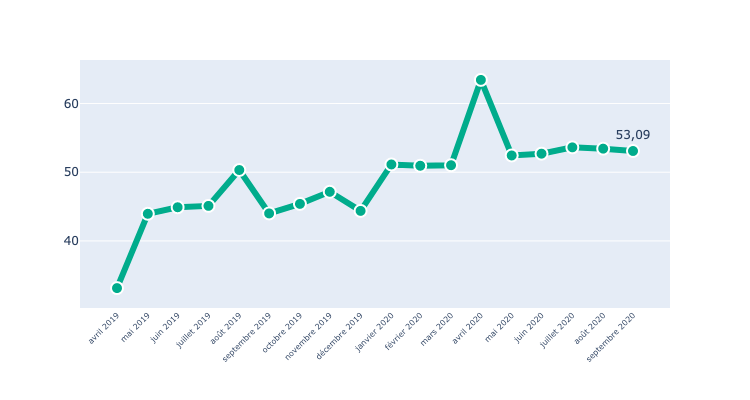 60
50
40
53,09
avril 2019
mai 2019
juin 2019
juillet 2019
août 2019
septembre 2019
octobre 2019
novembre 2019
décembre 2019
janvier 2020
février 2020
mars 2020
avril 2020
mai 2020
juin 2020
juillet 2020
août 2020
septembre 2020